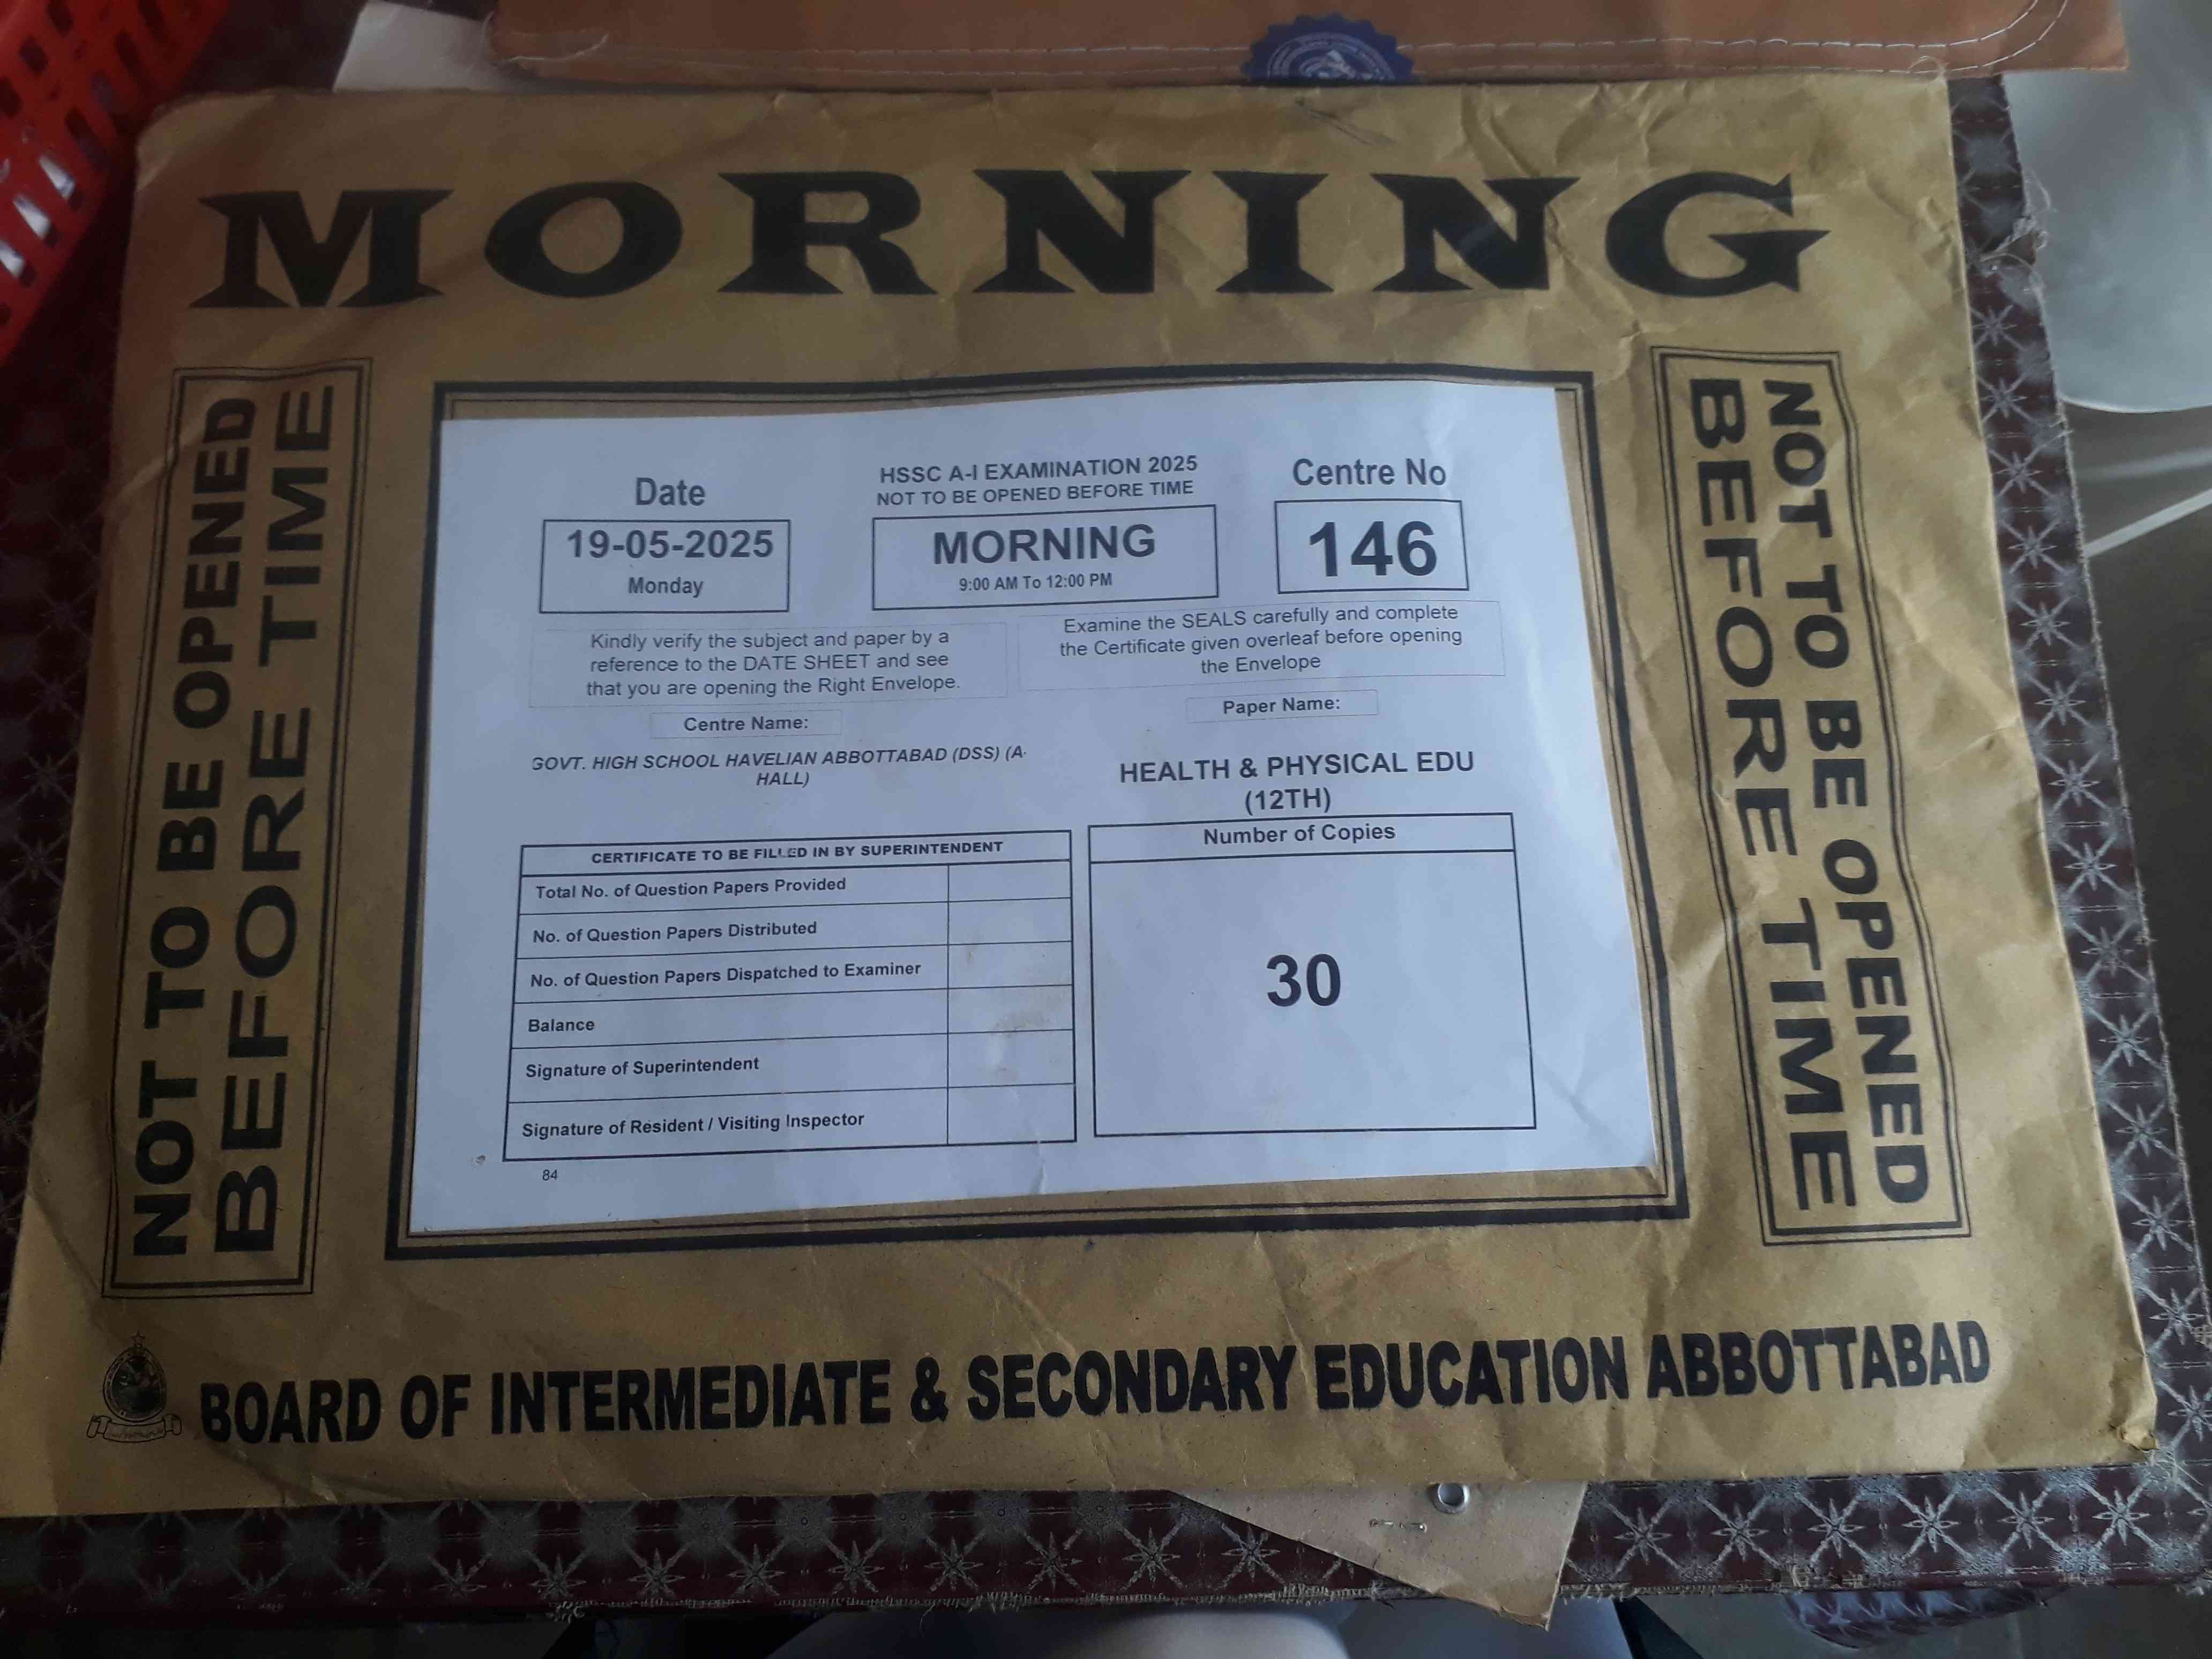 MORNING
NOT TO BE OPENED
BEFORE TIME
Date
19-05-2025
Monday
HSSC A-I EXAMINATION 2025
NOT TO BE OPENED BEFORE TIME
MORNING
9:00 AM To 12:00 PM
Centre No
146
Kindly verify the subject and paper by a
reference to the DATE SHEET and see
that you are opening the Right Envelope.
Examine the SEALS carefully and complete
the Certificate given overleaf before opening
the Envelope
Centre Name:
GOVT. HIGH SCHOOL HAVELIAN ABBOTTABAD (DSS) (A-
HALL)
Paper Name:
HEALTH & PHYSICAL EDU
(12TH)
CERTIFICATE TO BE FILLED IN BY SUPERINTENDENT
Total No. of Question Papers Provided
No. of Question Papers Distributed
No. of Question Papers Dispatched to Examiner
Balance
Signature of Superintendent
Signature of Resident / Visiting Inspector
Number of Copies
30
84
NOT TO BE OPENED
BEFORE TIME
BOARD OF INTERMEDIATE & SECONDARY EDUCATION ABBOTTABAD